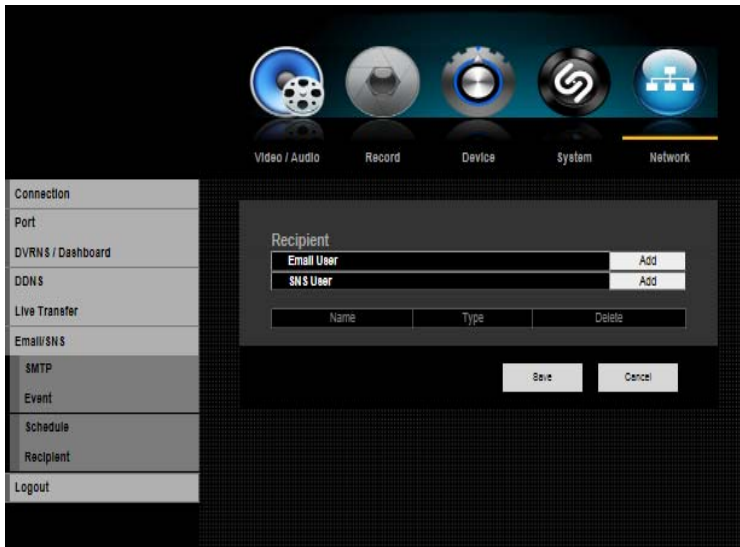 Video / Audio
Record
Device
System
Network
Connection
Port
DVRNS / Dashboard
DDNS
Live Transfer
Email/SNS
SMTP
Event
Schedule
Recipient
Logout
Recipient
Email User Add
SNS User Add
Name Type Delete
Save Cancel